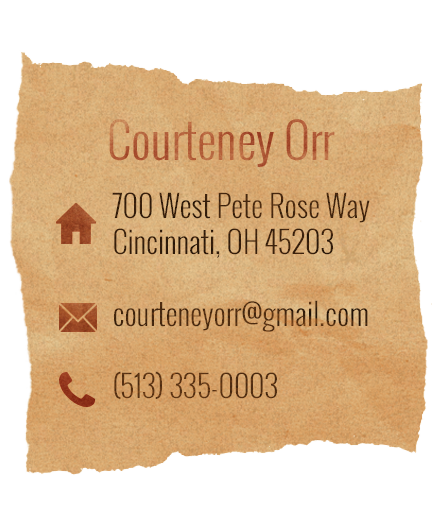 Courteney Orr
700 West Pete Rose Way
Cincinnati, OH 45203
courteneyorr@gmail.com
(513) 335-0003